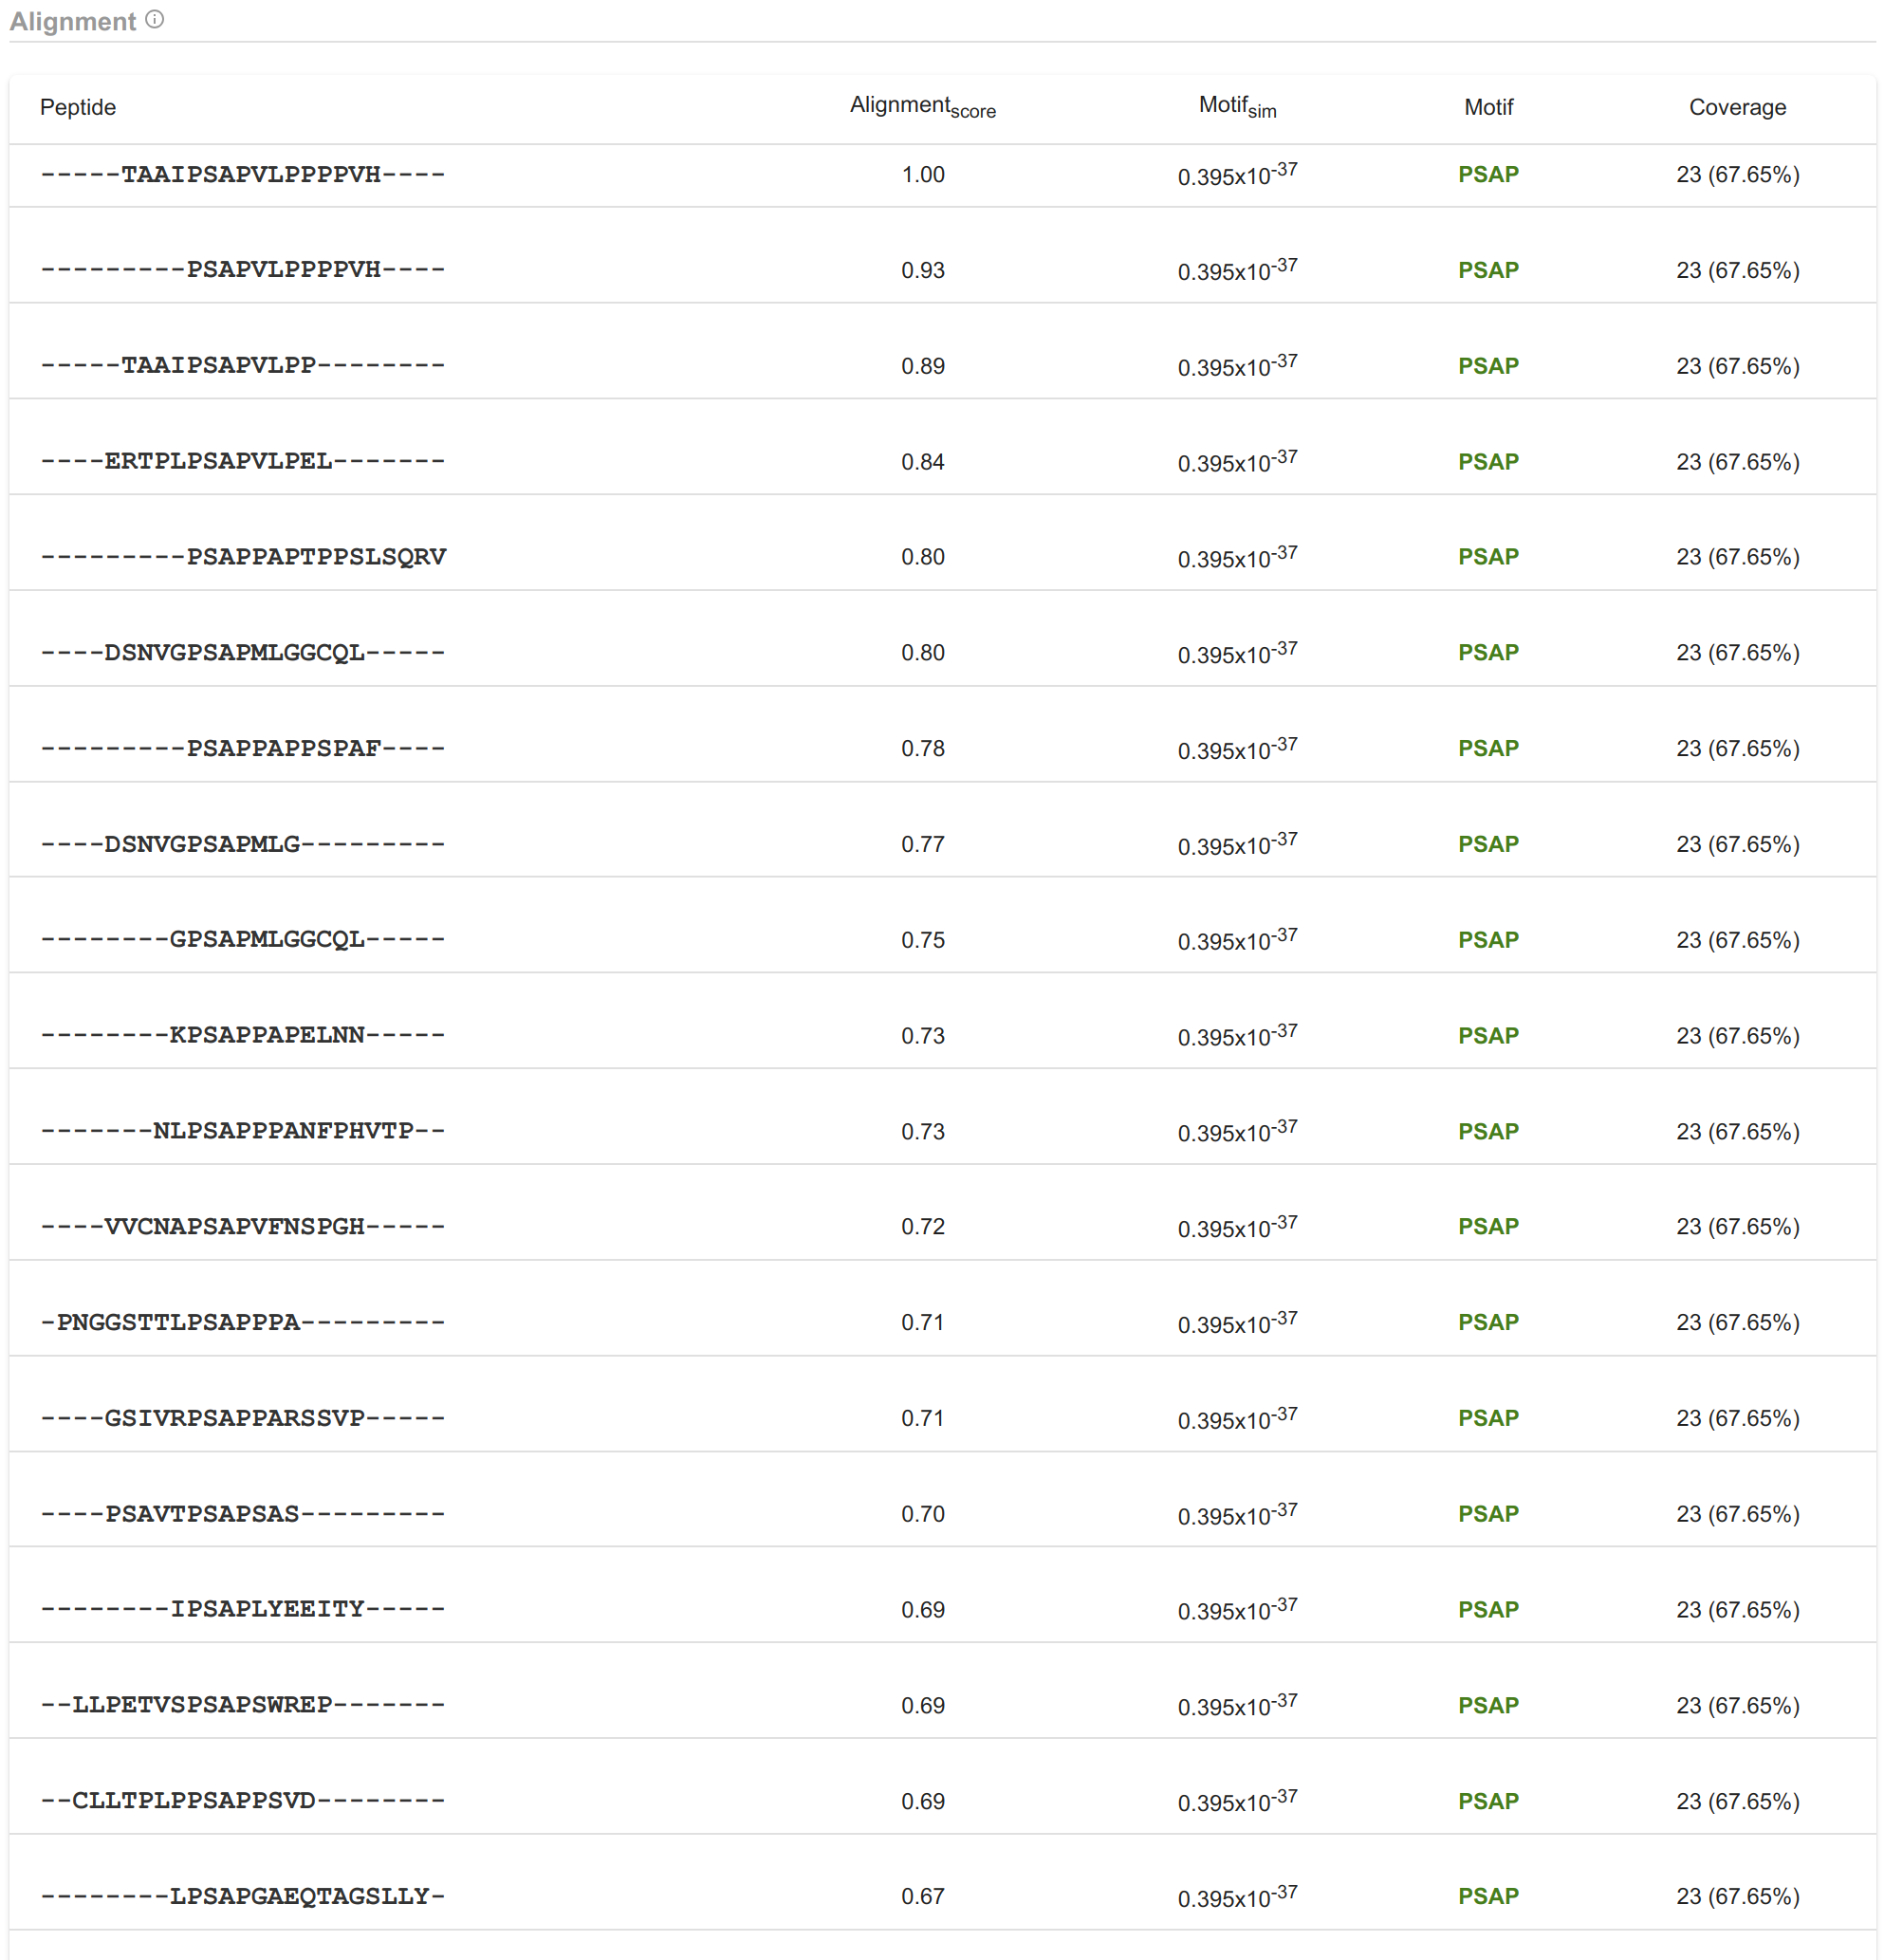 Alignment
Peptide Alignmentscore Motifsim Motif Coverage
-----TAAIPSAPVLPPPPVH---- 1.00 0.395x10-37 PSAP 23 (67.65%)
---------PSAPVLPPPPVH---- 0.93 0.395x10-37 PSAP 23 (67.65%)
-----TAAIPSAPVLPP-------- 0.89 0.395x10-37 PSAP 23 (67.65%)
----ERTPLPSAPVLPEL------- 0.84 0.395x10-37 PSAP 23 (67.65%)
---------PSAPPAPTPPSLSQRV 0.80 0.395x10-37 PSAP 23 (67.65%)
----DSNVGPSAPMLGGCQL----- 0.80 0.395x10-37 PSAP 23 (67.65%)
---------PSAPPAPPSPAF---- 0.78 0.395x10-37 PSAP 23 (67.65%)
----DSNVGPSAPMLG--------- 0.77 0.395x10-37 PSAP 23 (67.65%)
--------GPSAPMLGGCQL----- 0.75 0.395x10-37 PSAP 23 (67.65%)
--------KPSAPPAPELNN----- 0.73 0.395x10-37 PSAP 23 (67.65%)
-------NLPSAPPPANFPHVTP-- 0.73 0.395x10-37 PSAP 23 (67.65%)
----VVCNAPSAPVFNSPGH----- 0.72 0.395x10-37 PSAP 23 (67.65%)
-PNGGSTTLPSAPPPA--------- 0.71 0.395x10-37 PSAP 23 (67.65%)
----GSIVRPSAPPARSSVP----- 0.71 0.395x10-37 PSAP 23 (67.65%)
----PSAVTPSAPSAS--------- 0.70 0.395x10-37 PSAP 23 (67.65%)
--------IPSAPLYEEITY----- 0.69 0.395x10-37 PSAP 23 (67.65%)
--LLPETVSPSAPSWREP------- 0.69 0.395x10-37 PSAP 23 (67.65%)
--CLLTPLPPSAPPSVD-------- 0.69 0.395x10-37 PSAP 23 (67.65%)
--------LPSAPGAEQTAGSLLY- 0.67 0.395x10-37 PSAP 23 (67.65%)